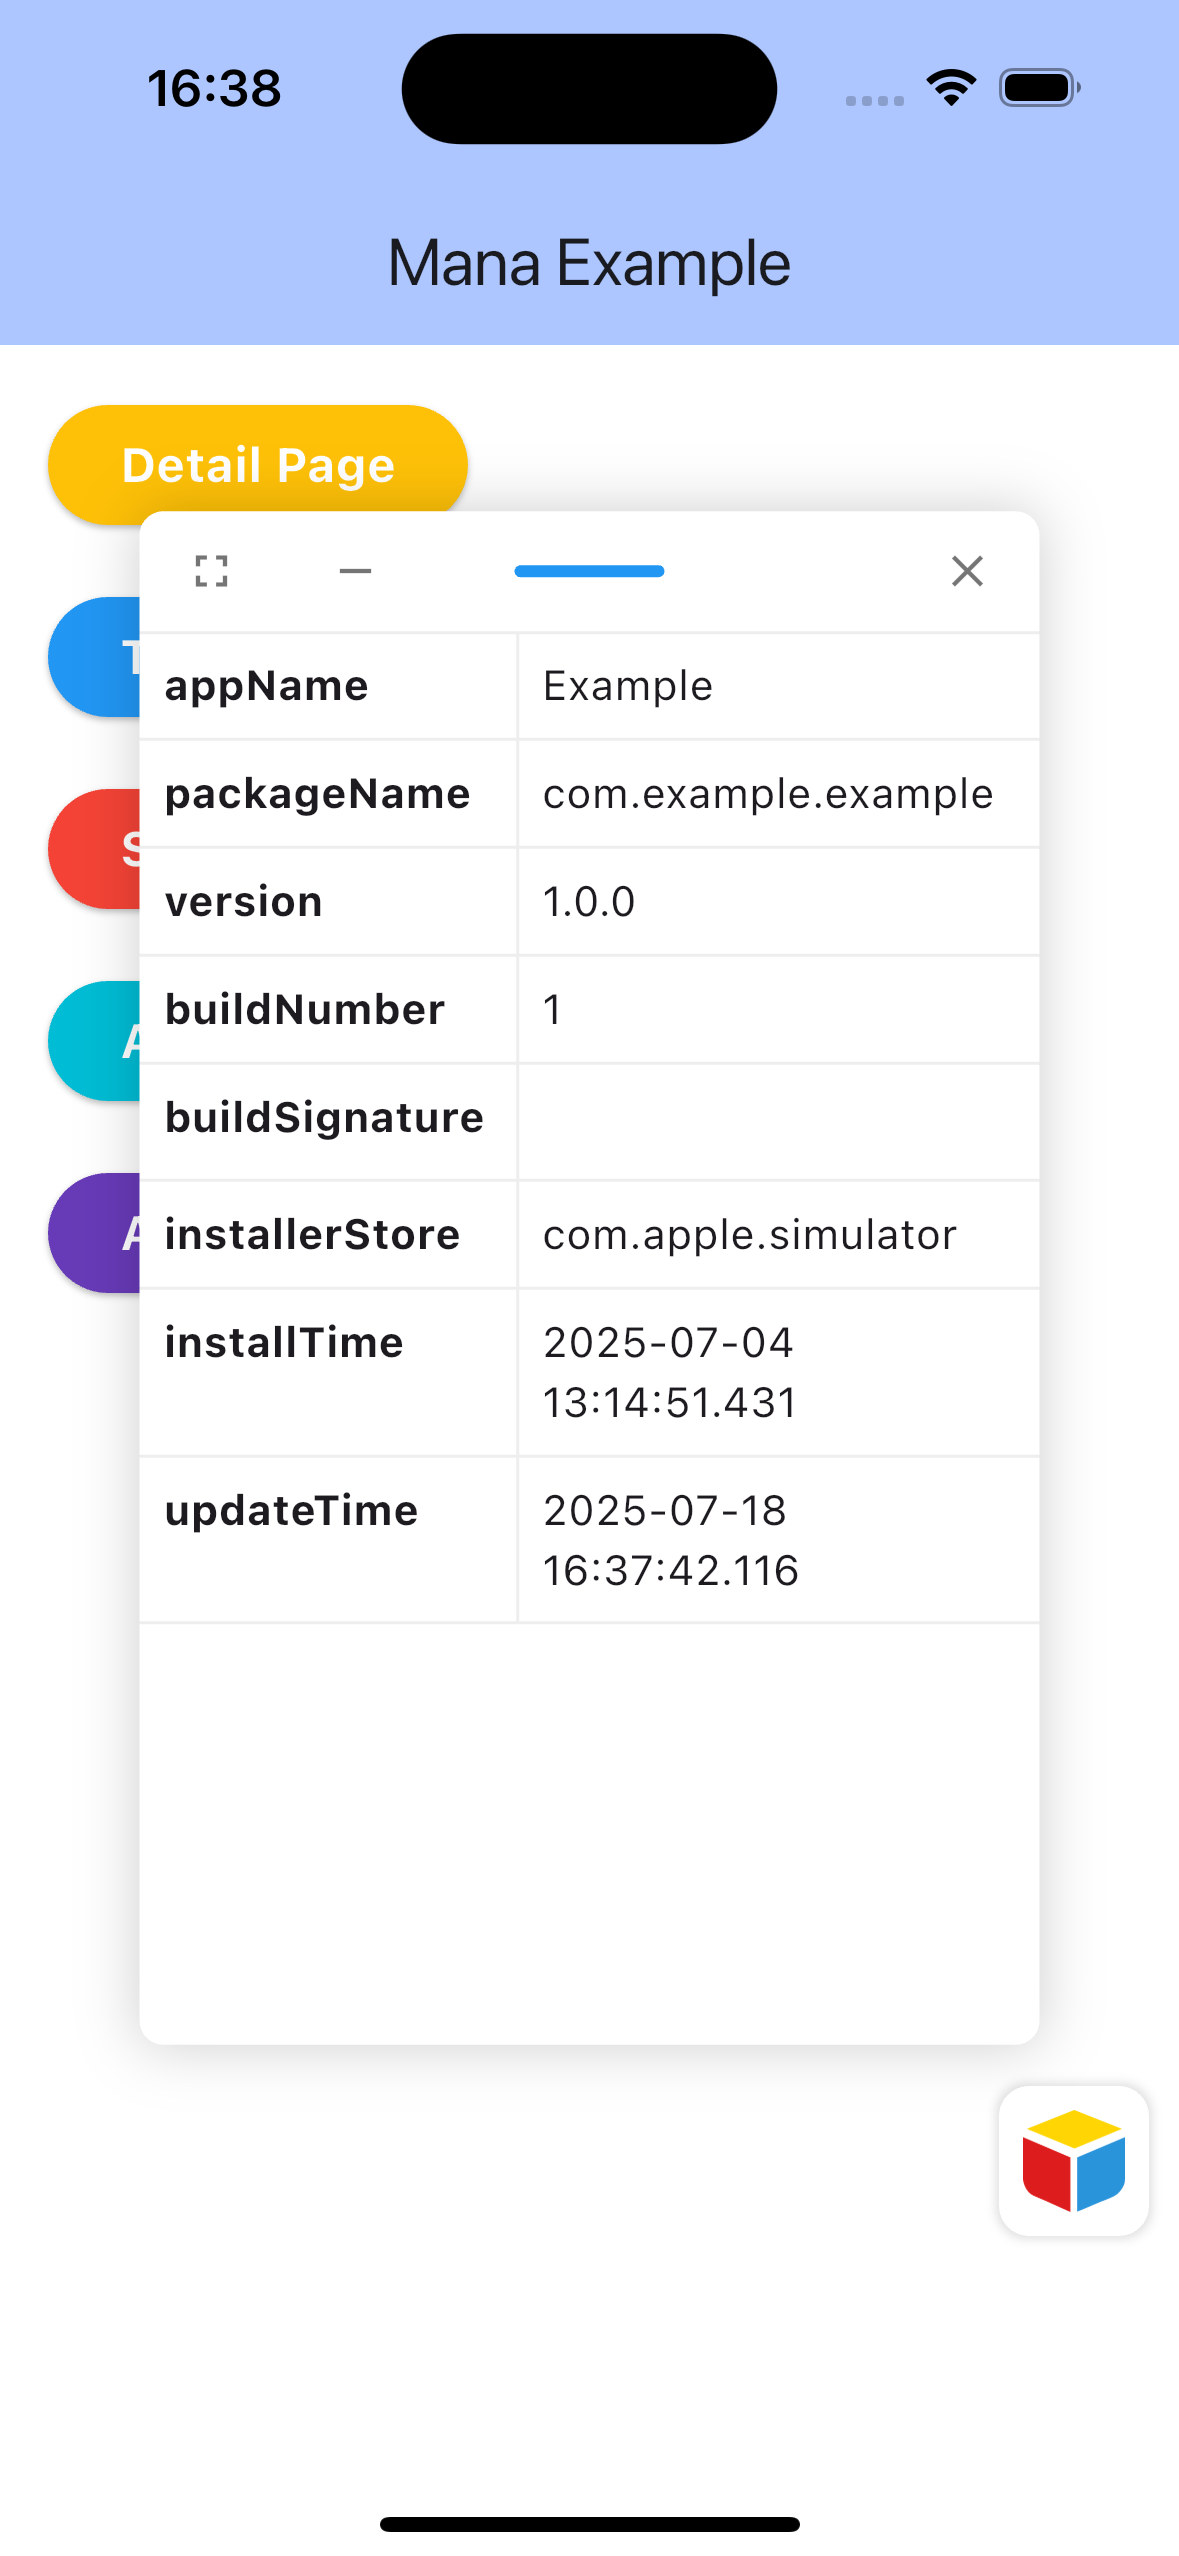 16:38
Mana Example
Detail Page
appName Example
packageName com.example.example
version 1.0.0
buildNumber 1
buildSignature
installerStore com.apple.simulator
installTime 2025-07-04
13:14:51.431
updateTime 2025-07-18
16:37:42.116